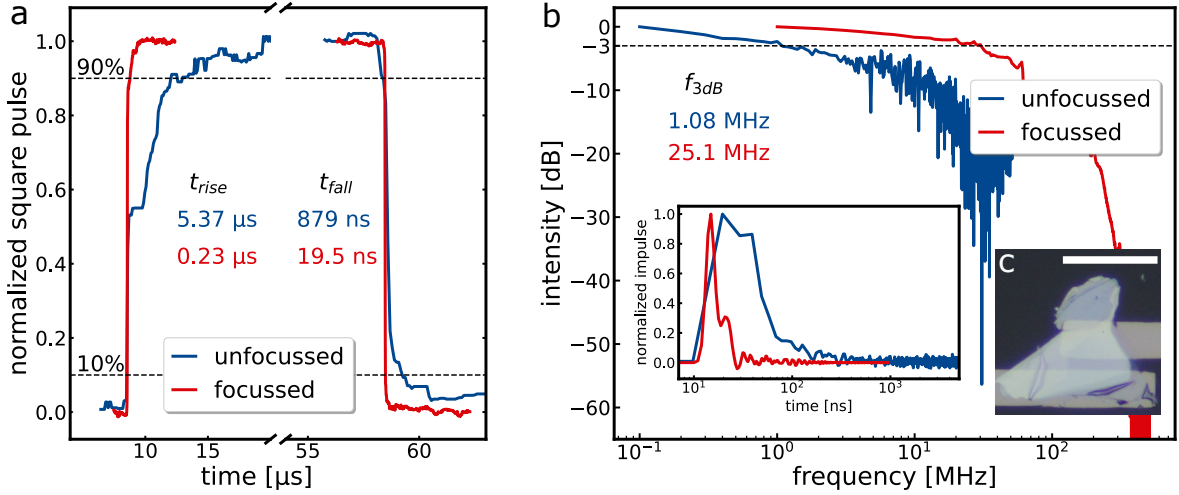 a
normalized square pulse
1.0
0.8
0.6
0.4
0.2
0.0
90%
10%
t_rise t_fall
5.37 μs 879 ns
0.23 μs 19.5 ns
unfocussed
focussed
10 15 55 60
time [μs]
b
intensity [dB]
0
−3
−10
−20
−30
−40
−50
−60
f_3dB
1.08 MHz
25.1 MHz
unfocussed
focussed
normalized impulse
1.0
0.8
0.6
0.4
0.2
0.0
10¹ 10² 10³
time [ns]
c
10⁻¹ 10⁰ 10¹ 10²
frequency [MHz]